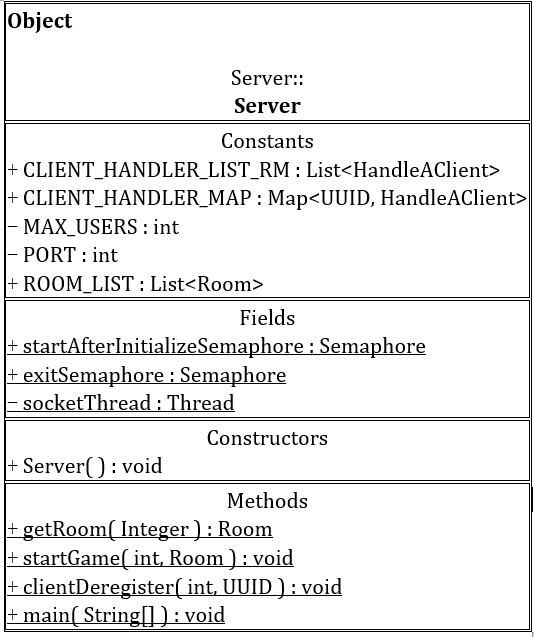 Object
Server::
Server
Constants
+ CLIENT_HANDLER_LIST_RM : List<HandleAClient>
+ CLIENT_HANDLER_MAP : Map<UUID, HandleAClient>
− MAX_USERS : int
− PORT : int
+ ROOM_LIST : List<Room>
Fields
+ startAfterInitializeSemaphore : Semaphore
+ exitSemaphore : Semaphore
− socketThread : Thread
Constructors
+ Server( ) : void
Methods
+ getRoom( Integer ) : Room
+ startGame( int, Room ) : void
+ clientDeregister( int, UUID ) : void
+ main( String[] ) : void